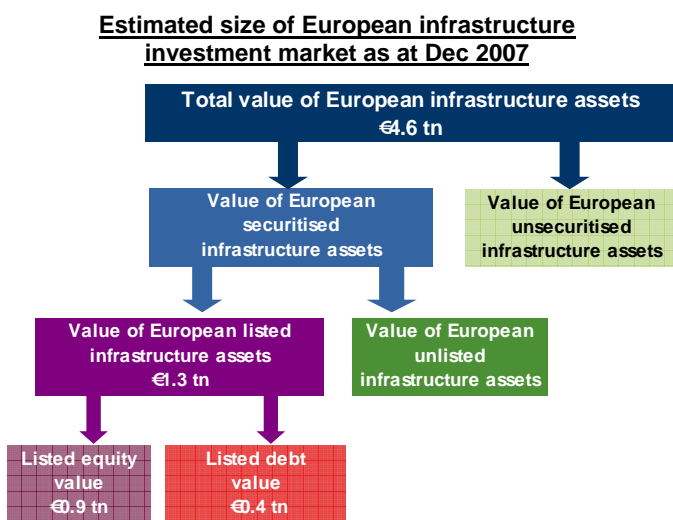 Estimated size of European infrastructure
investment market as at Dec 2007
Total value of European infrastructure assets
€4.6 tn
Value of European
securitised
infrastructure assets
Value of European
unsecuritised
infrastructure assets
Value of European listed
infrastructure assets
€1.3 tn
Value of European
unlisted
infrastructure assets
Listed equity
value
€0.9 tn
Listed debt
value
€0.4 tn